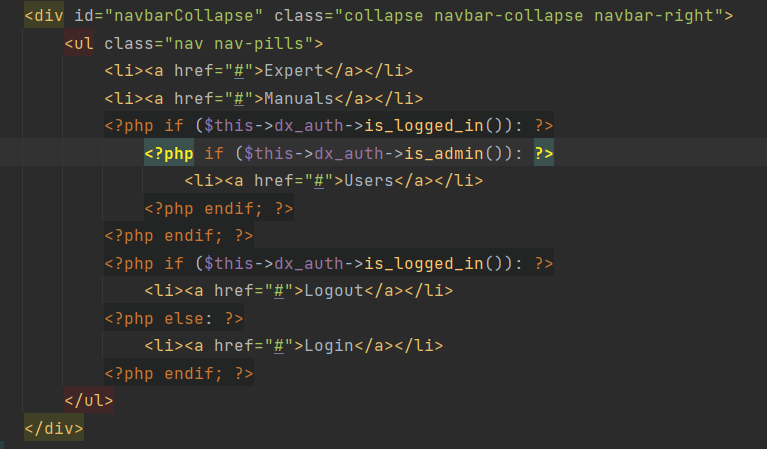 <div id="navbarCollapse" class="collapse navbar-collapse navbar-right">
<ul class="nav nav-pills">
<li><a href="#">Expert</a></li>
<li><a href="#">Manuals</a></li>
<?php if ($this->dx_auth->is_logged_in()): ?>
<?php if ($this->dx_auth->is_admin()): ?>
<li><a href="#">Users</a></li>
<?php endif; ?>
<?php endif; ?>
<?php if ($this->dx_auth->is_logged_in()): ?>
<li><a href="#">Logout</a></li>
<?php else: ?>
<li><a href="#">Login</a></li>
<?php endif; ?>
</ul>
</div>